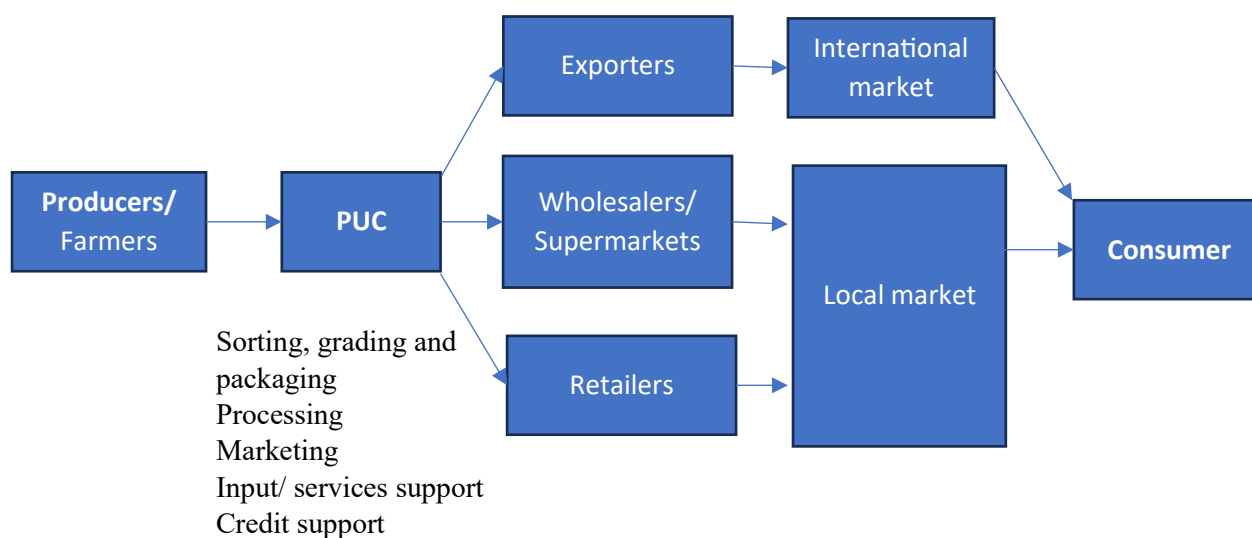 Exporters
International
market
Producers/
Farmers
PUC
Wholesalers/
Supermarkets
Local market
Consumer
Sorting, grading and
packaging
Processing
Marketing
Input/ services support
Credit support
Retailers